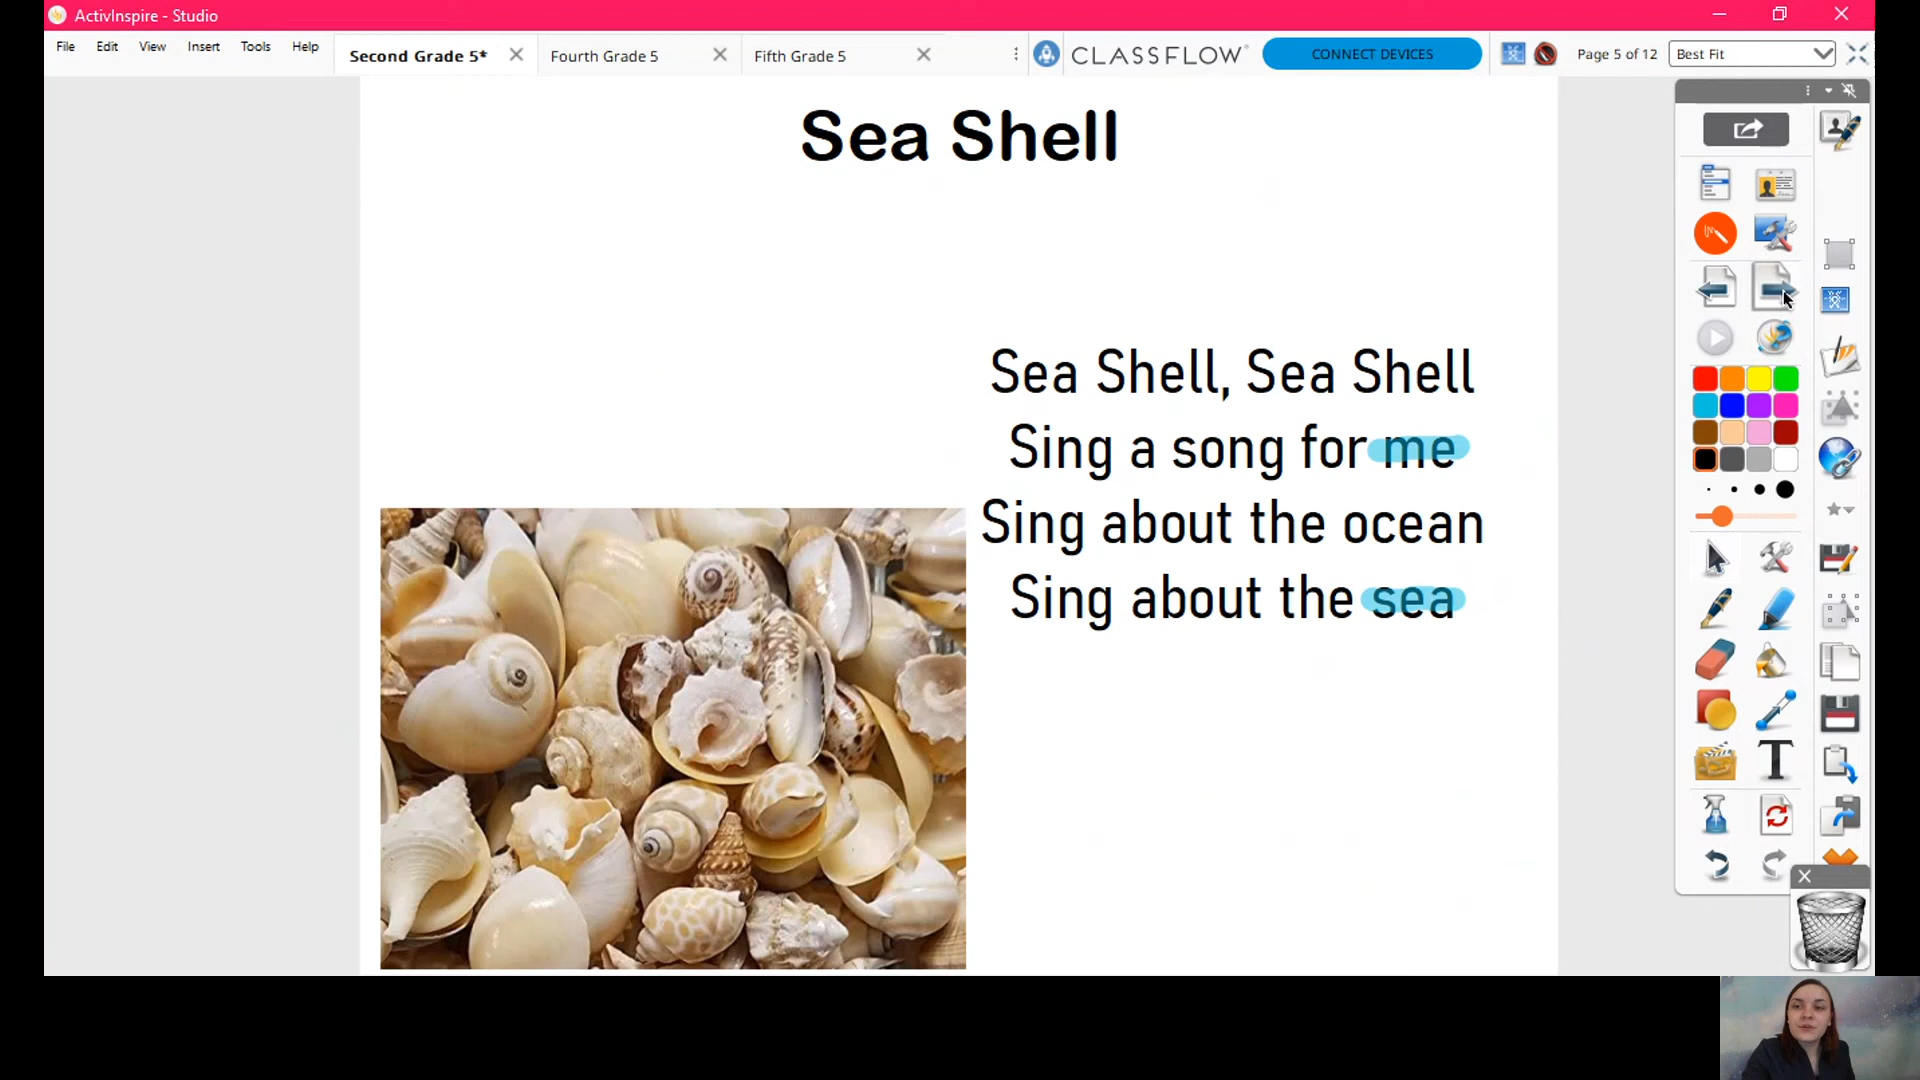 ActivInspire - Studio
File Edit View Insert Tools Help
Second Grade 5* Fourth Grade 5 Fifth Grade 5
CLASSFLOW CONNECT DEVICES Page 5 of 12 Best Fit
Sea Shell
Sea Shell, Sea Shell
Sing a song for me
Sing about the ocean
Sing about the sea